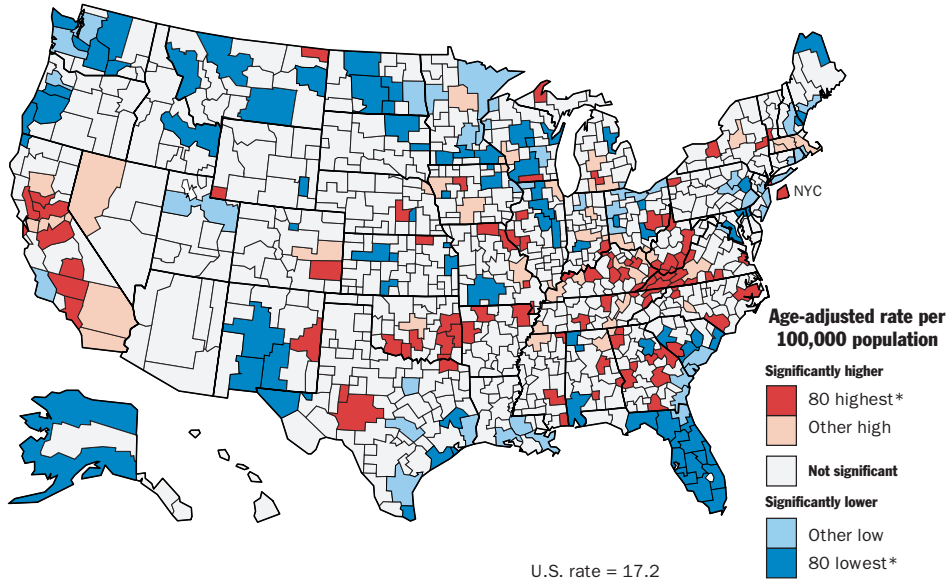 NYC
Age-adjusted rate per
100,000 population
Significantly higher
80 highest*
Other high
Not significant
Significantly lower
Other low
80 lowest*
U.S. rate = 17.2